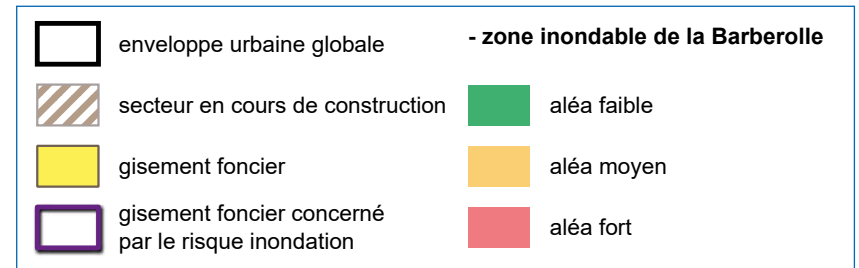 enveloppe urbaine globale
secteur en cours de construction
gisement foncier
gisement foncier concerné
par le risque inondation
- zone inondable de la Barberolle
aléa faible
aléa moyen
aléa fort